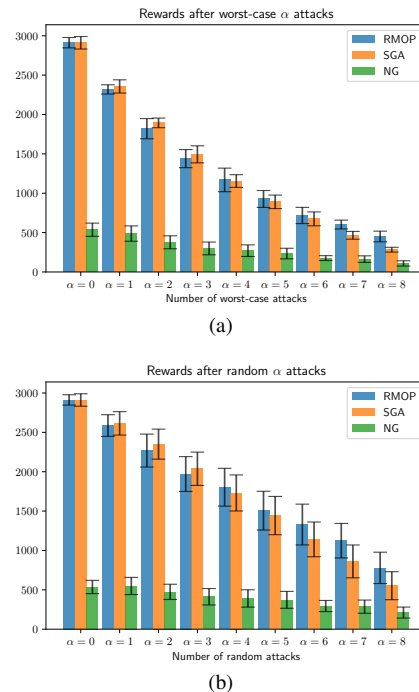 Rewards after worst-case α attacks
3000
2500
2000
1500
1000
500
0
RMOP
SGA
NG
α = 0 α = 1 α = 2 α = 3 α = 4 α = 5 α = 6 α = 7 α = 8
Number of worst-case attacks
(a)
Rewards after random α attacks
3000
2500
2000
1500
1000
500
0
RMOP
SGA
NG
α = 0 α = 1 α = 2 α = 3 α = 4 α = 5 α = 6 α = 7 α = 8
Number of random attacks
(b)